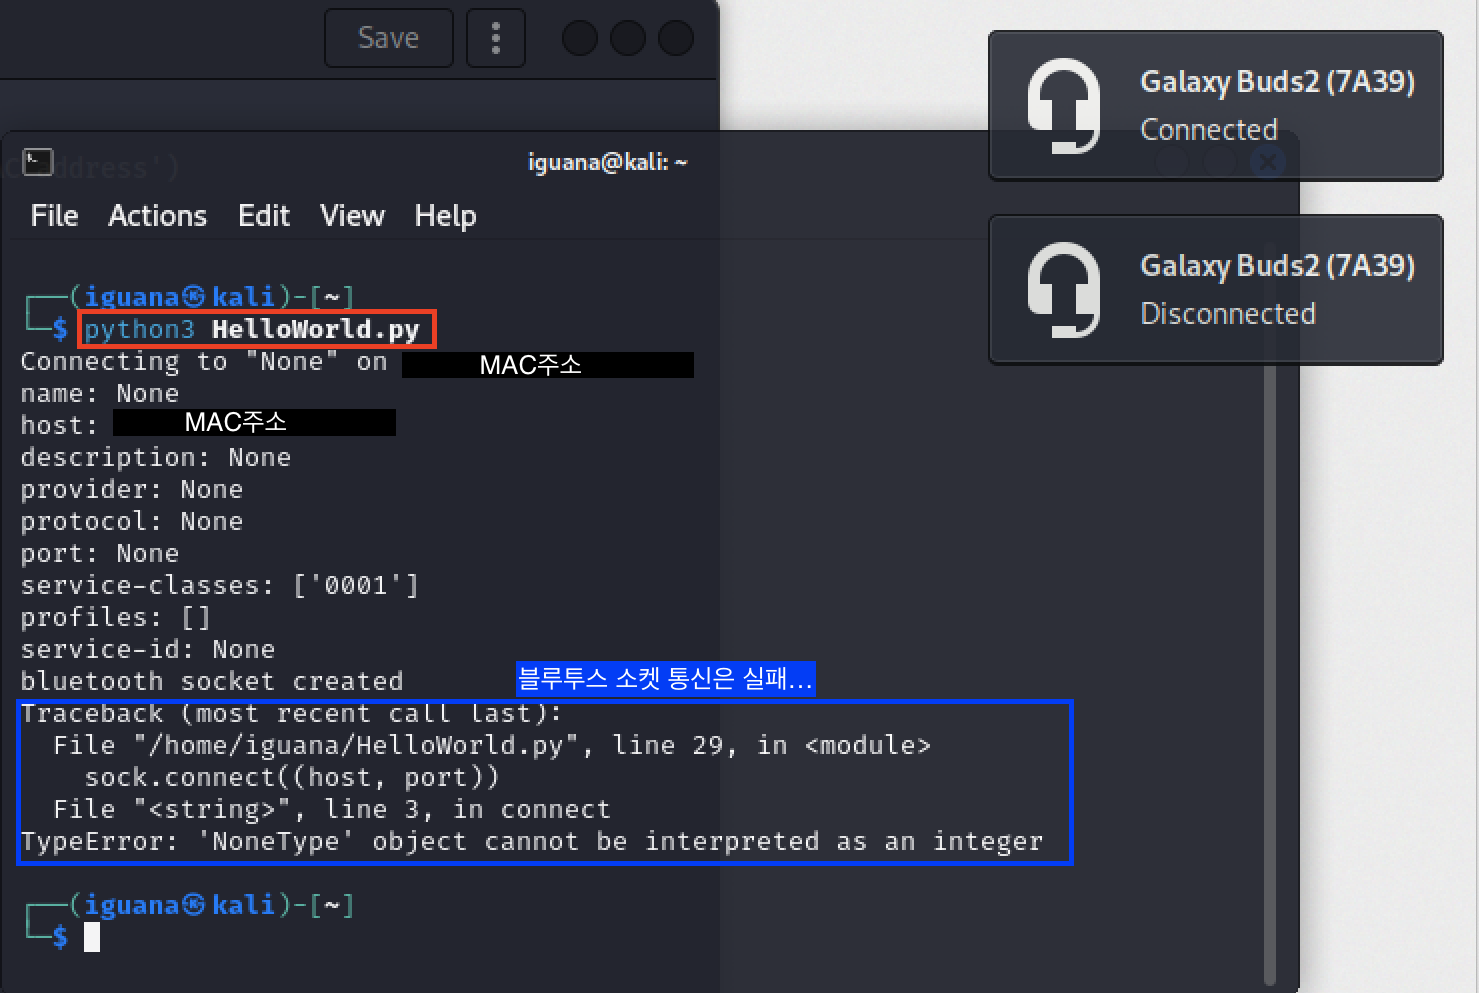 Save
Galaxy Buds2 (7A39)
Connected
Galaxy Buds2 (7A39)
Disconnected
address')
iguana@kali: ~
File Actions Edit View Help
┌──(iguana㉿kali)-[~]
└─$ python3 HelloWorld.py
Connecting to "None" on MAC주소
name: None
host: MAC주소
description: None
provider: None
protocol: None
port: None
service-classes: ['0001']
profiles: []
service-id: None
bluetooth socket created
블루투스 소켓 통신은 실패...
Traceback (most recent call last):
  File "/home/iguana/HelloWorld.py", line 29, in <module>
    sock.connect((host, port))
  File "<string>", line 3, in connect
TypeError: 'NoneType' object cannot be interpreted as an integer
┌──(iguana㉿kali)-[~]
└─$